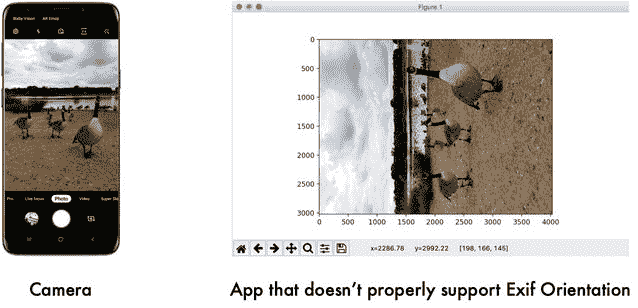 Baby Vision AR Emoji
Pro Live focus Photo Video Super Sl
Camera
Figure 1
0
500
1000
1500
2000
2500
3000
0 500 1000 1500 2000 2500 3000 3500 4000
x=2286.78 y=2992.22 [198, 166, 145]
App that doesn't properly support Exif Orientation